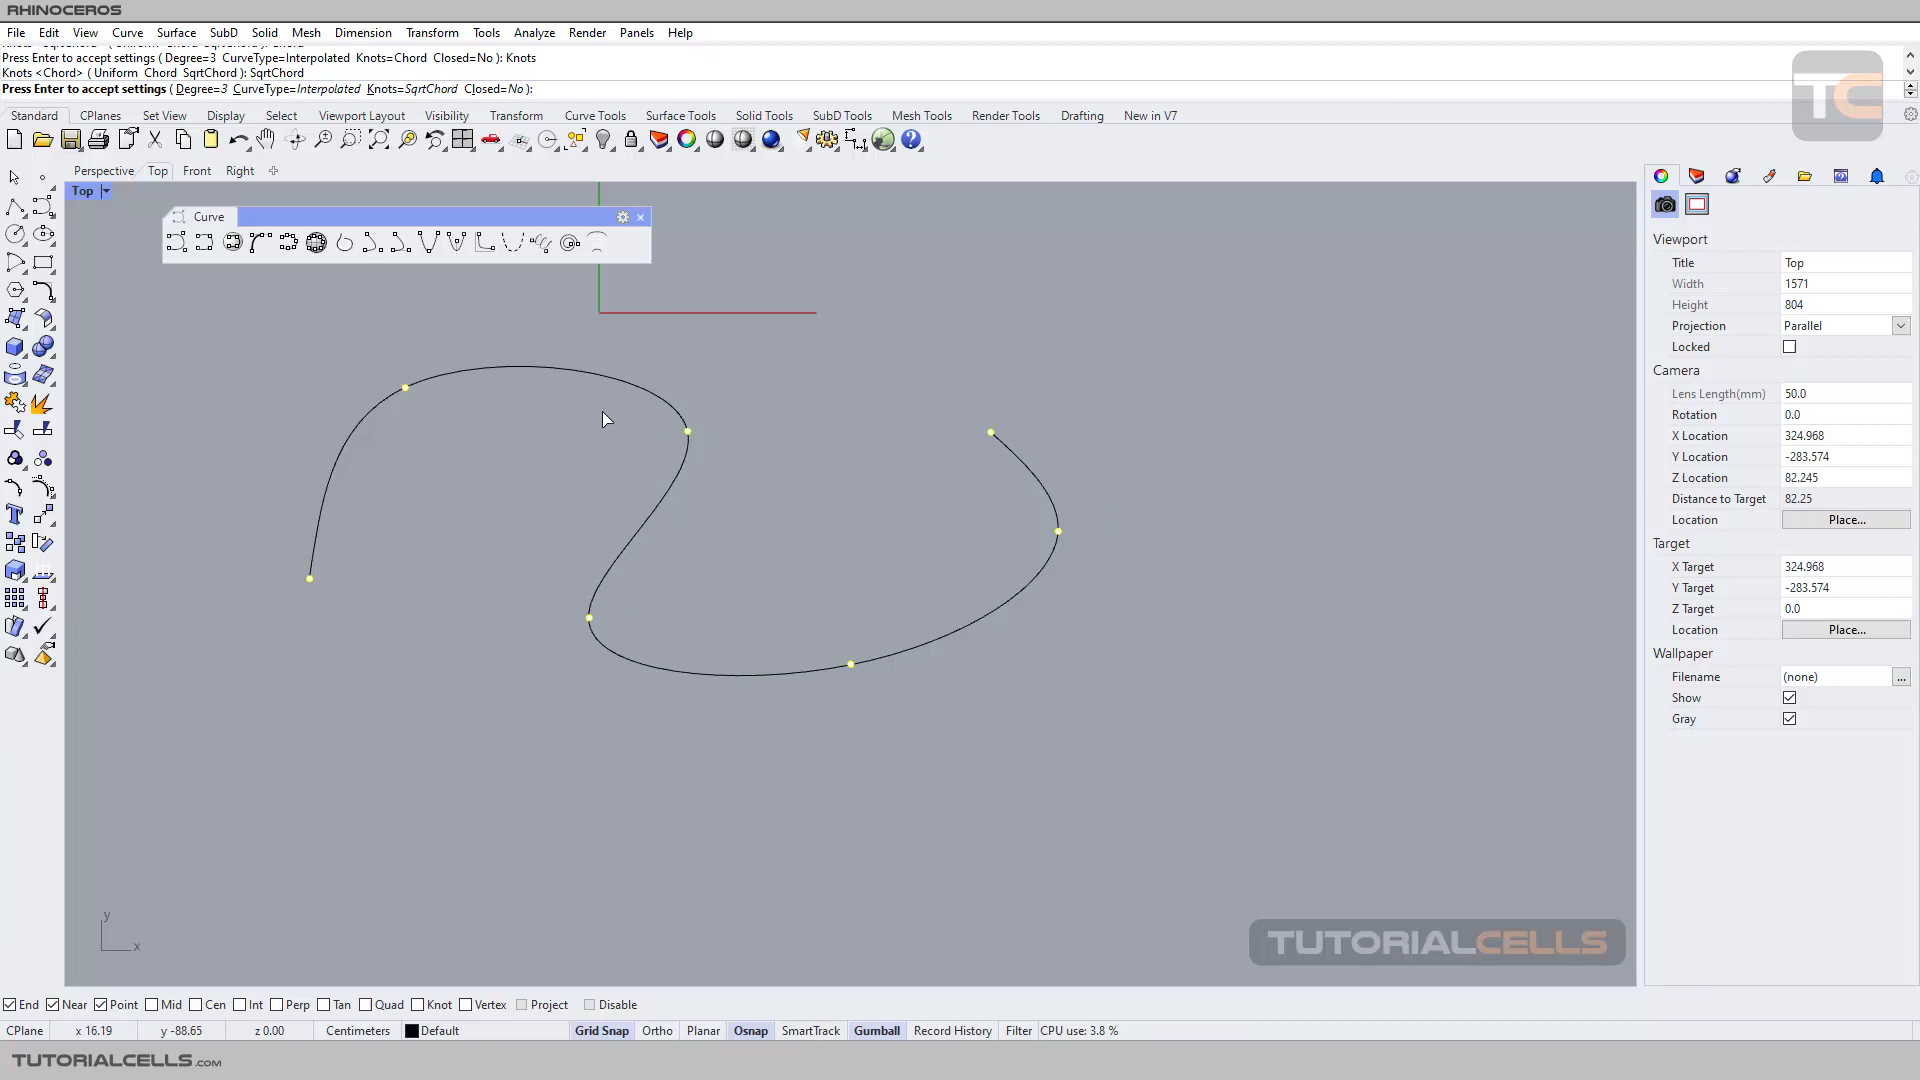 RHINOCEROS
File Edit View Curve Surface SubD Solid Mesh Dimension Transform Tools Analyze Render Panels Help
Press Enter to accept settings ( Degree=3 CurveType=Interpolated Knots=Chord Closed=No ): Knots
Knots <Chord> ( Uniform Chord SqrtChord ): SqrtChord
Press Enter to accept settings ( Degree=3 CurveType=Interpolated Knots=SqrtChord Closed=No ):
TC
Standard CPlanes Set View Display Select Viewport Layout Visibility Transform Curve Tools Surface Tools Solid Tools SubD Tools Mesh Tools Render Tools Drafting New in V7
Perspective Top Front Right
Top
Curve
Viewport
Title Top
Width 1571
Height 804
Projection Parallel
Locked
Camera
Lens Length(mm) 50.0
Rotation 0.0
X Location 324.968
Y Location -283.574
Z Location 82.245
Distance to Target 82.25
Location Place...
Target
X Target 324.968
Y Target -283.574
Z Target 0.0
Location Place...
Wallpaper
Filename (none) ...
Show
Gray
y
x
TUTORIALCELLS
End Near Point Mid Cen Int Perp Tan Quad Knot Vertex Project Disable
CPlane x 16.19 y -88.65 z 0.00 Centimeters Default Grid Snap Ortho Planar Osnap SmartTrack Gumball Record History Filter CPU use: 3.8 %
TUTORIALCELLS.COM